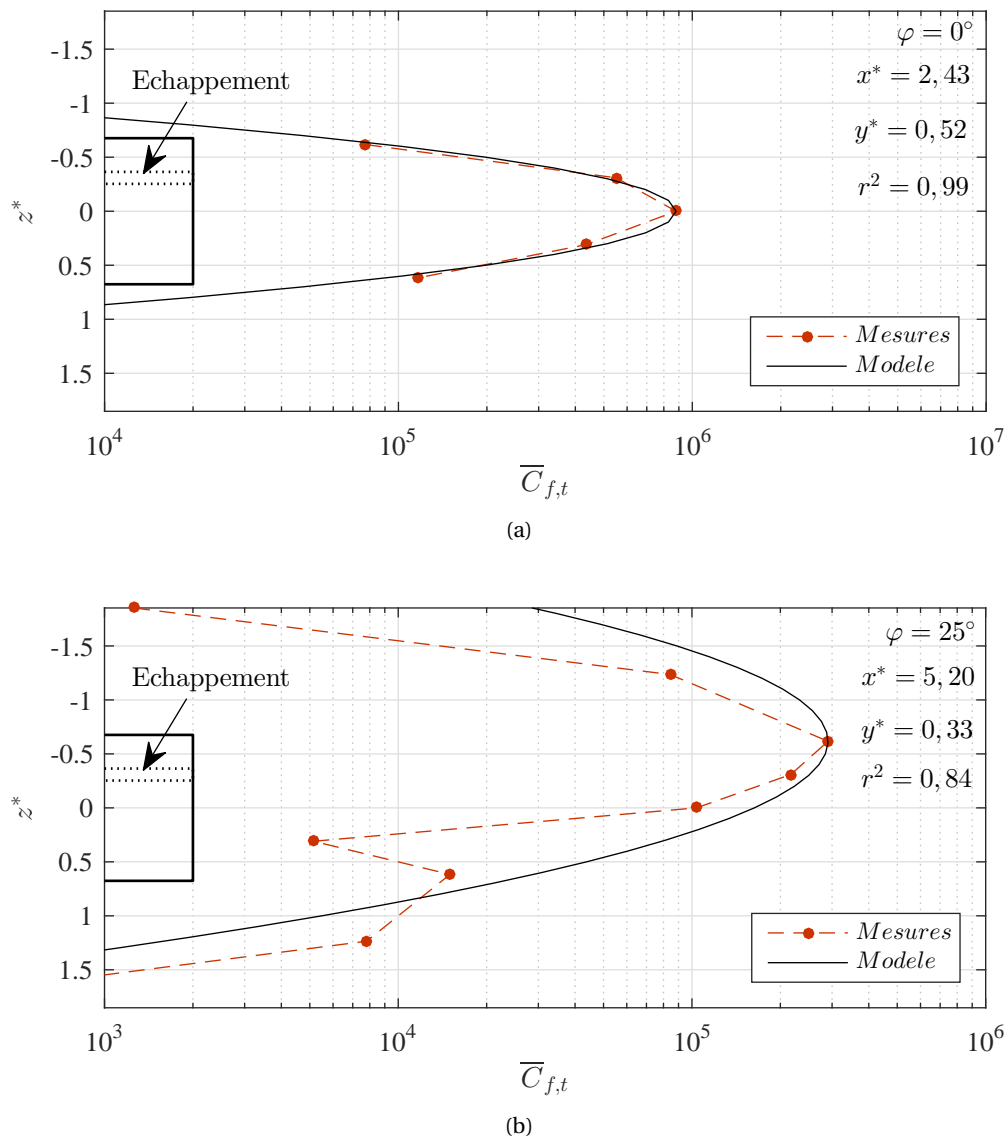 φ = 0°
-1.5
x* = 2,43
Echappement
-1
y* = 0,52
-0.5
r² = 0,99
z*
0
0.5
1
Mesures
Modele
1.5
10⁴
10⁵
10⁶
10⁷
C̅f,t
(a)
φ = 25°
-1.5
x* = 5,20
Echappement
-1
y* = 0,33
-0.5
r² = 0,84
z*
0
0.5
1
Mesures
Modele
1.5
10³
10⁴
10⁵
10⁶
C̅f,t
(b)